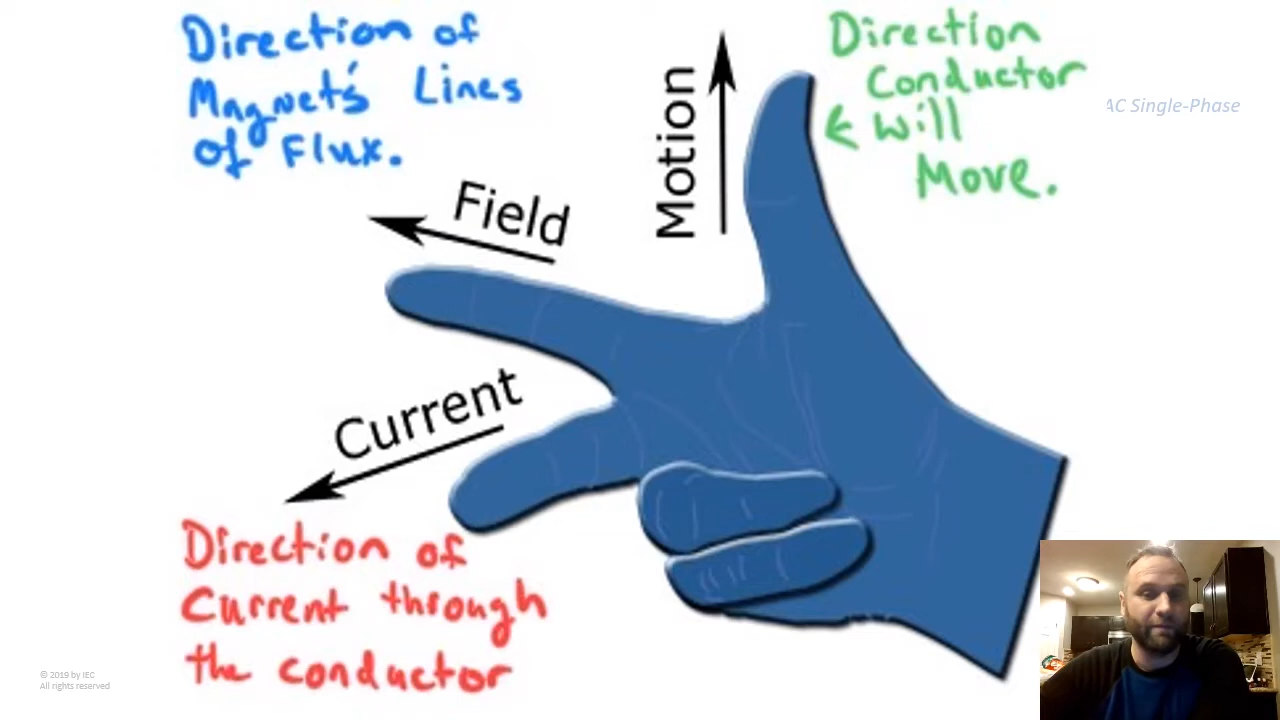 Direction of
Magnet's Lines
of Flux.
Field
Motion
Direction
Conductor
Will
Move.
AC Single-Phase
Current
Direction of
Current through
the conductor
© 2019 by IEC
All rights reserved